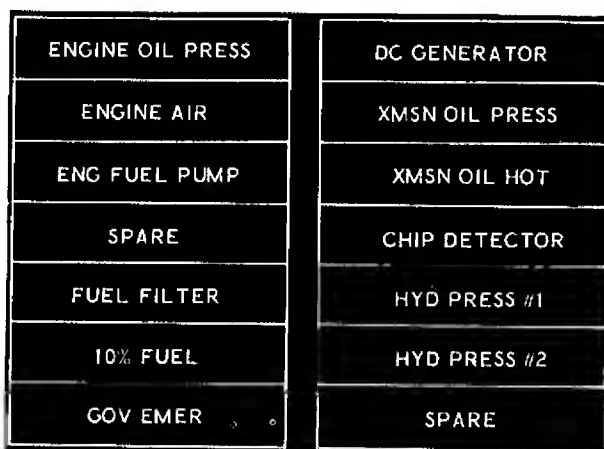 ENGINE OIL PRESS
ENGINE AIR
ENG FUEL PUMP
SPARE
FUEL FILTER
10% FUEL
GOV EMER
DC GENERATOR
XMSN OIL PRESS
XMSN OIL HOT
CHIP DETECTOR
HYD PRESS #1
HYD PRESS #2
SPARE